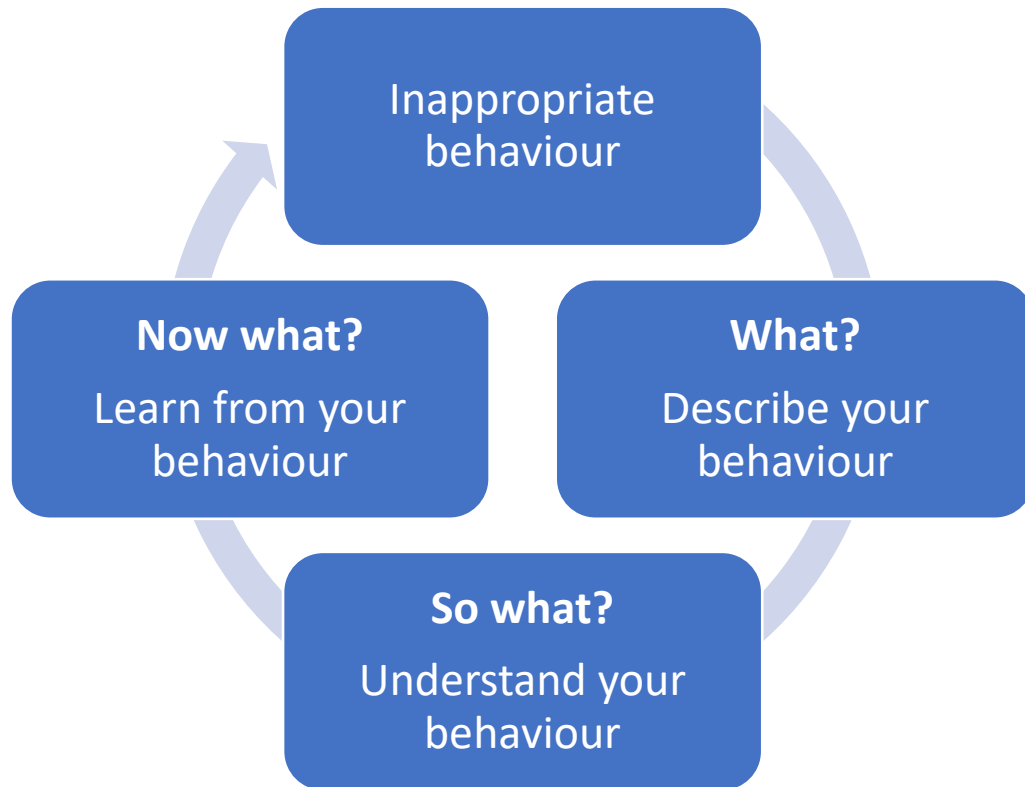 Inappropriate
behaviour
What?
Describe your
behaviour
So what?
Understand your
behaviour
Now what?
Learn from your
behaviour